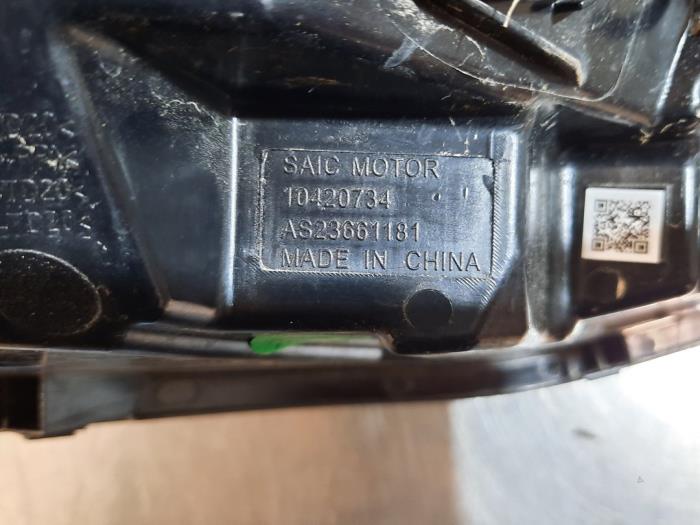 SAIC MOTOR
10420734
AS23661181
MADE IN CHINA